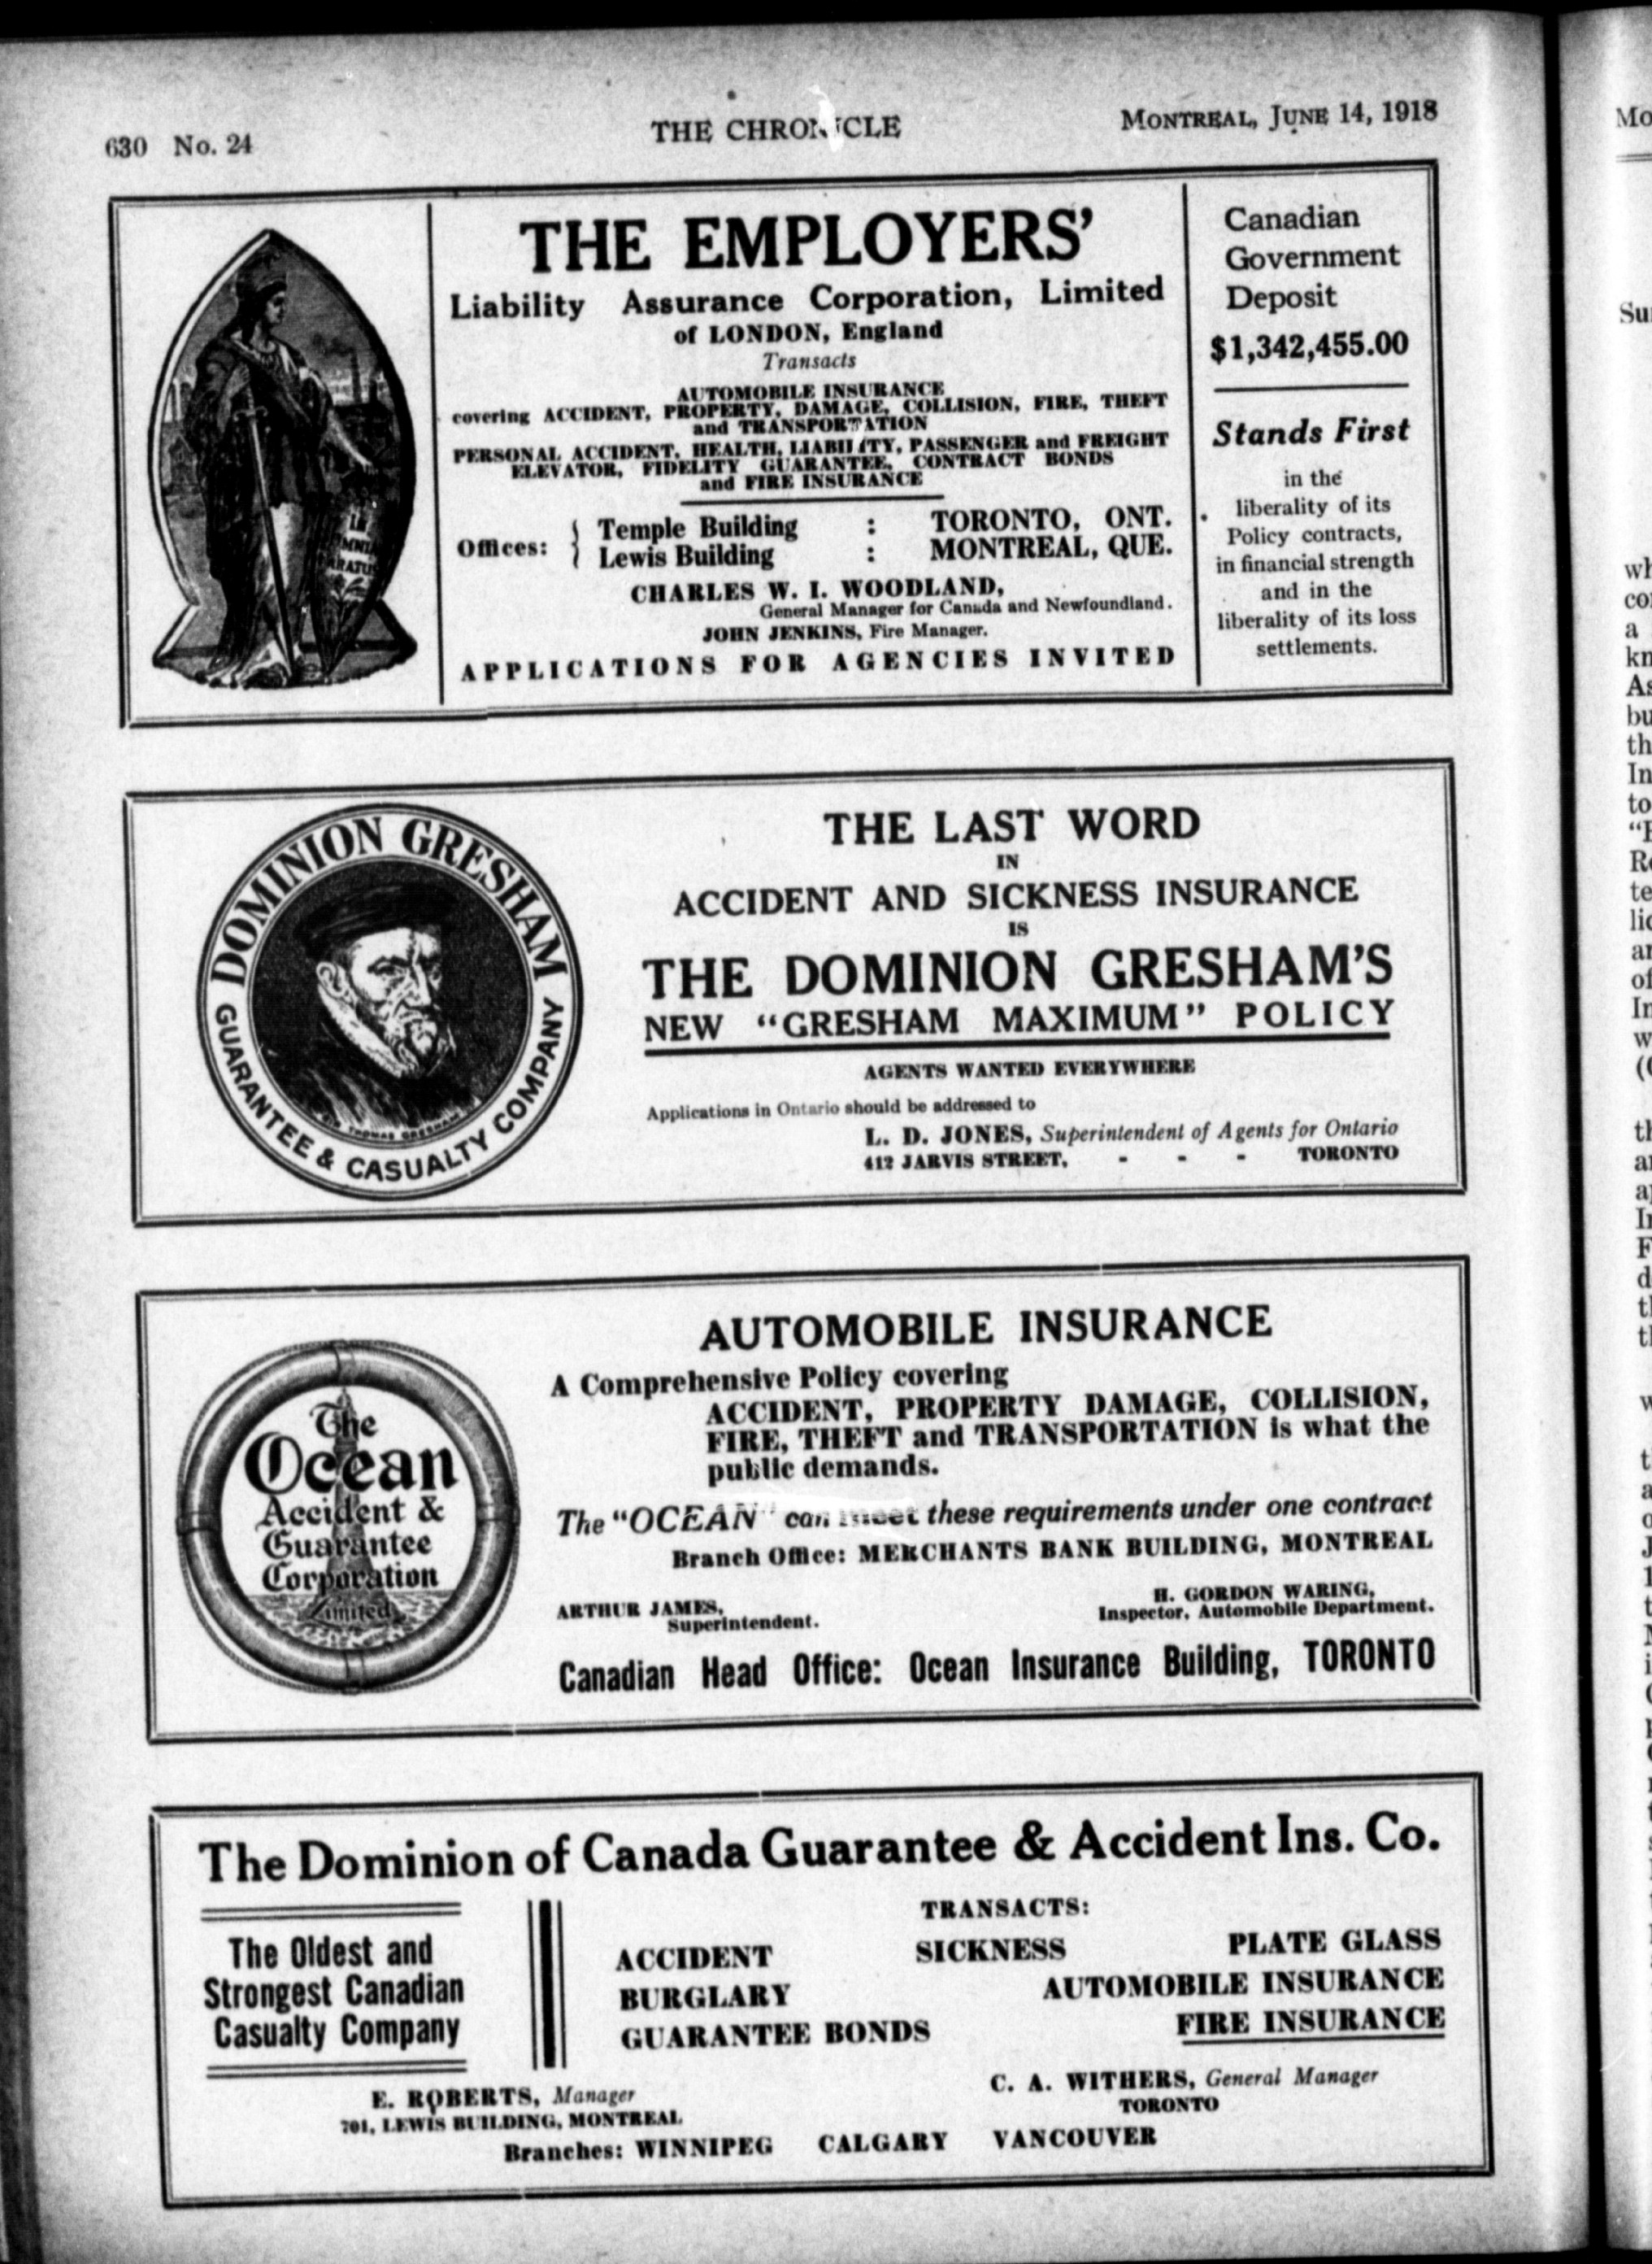 630 No. 24
THE CHRONICLE
MONTREAL, JUNE 14, 1918
THE EMPLOYERS'
Liability Assurance Corporation, Limited
of LONDON, England
Transacts
AUTOMOBILE INSURANCE
covering ACCIDENT, PROPERTY, DAMAGE, COLLISION, FIRE, THEFT
and TRANSPORTATION
PERSONAL ACCIDENT, HEALTH, LIABILITY, PASSENGER and FREIGHT
ELEVATOR, FIDELITY GUARANTEE, CONTRACT BONDS
and FIRE INSURANCE
Offices: { Temple Building : TORONTO, ONT.
Lewis Building : MONTREAL, QUE.
CHARLES W. I. WOODLAND,
General Manager for Canada and Newfoundland.
JOHN JENKINS, Fire Manager.
APPLICATIONS FOR AGENCIES INVITED
Canadian
Government
Deposit
$1,342,455.00
Stands First
in the
liberality of its
Policy contracts,
in financial strength
and in the
liberality of its loss
settlements.
DOMINION GRESHAM
GUARANTEE & CASUALTY COMPANY
SIR THOMAS GRESHAM
THE LAST WORD
IN
ACCIDENT AND SICKNESS INSURANCE
IS
THE DOMINION GRESHAM'S
NEW "GRESHAM MAXIMUM" POLICY
AGENTS WANTED EVERYWHERE
Applications in Ontario should be addressed to
L. D. JONES, Superintendent of Agents for Ontario
412 JARVIS STREET, - - - TORONTO
The
Ocean
Accident &
Guarantee
Corporation
Limited
AUTOMOBILE INSURANCE
A Comprehensive Policy covering
ACCIDENT, PROPERTY DAMAGE, COLLISION,
FIRE, THEFT and TRANSPORTATION is what the
public demands.
The "OCEAN" can meet these requirements under one contract
Branch Office: MERCHANTS BANK BUILDING, MONTREAL
ARTHUR JAMES,
Superintendent.
H. GORDON WARING,
Inspector, Automobile Department.
Canadian Head Office: Ocean Insurance Building, TORONTO
The Dominion of Canada Guarantee & Accident Ins. Co.
The Oldest and
Strongest Canadian
Casualty Company
TRANSACTS:
ACCIDENT SICKNESS PLATE GLASS
BURGLARY AUTOMOBILE INSURANCE
GUARANTEE BONDS FIRE INSURANCE
E. ROBERTS, Manager
701, LEWIS BUILDING, MONTREAL
C. A. WITHERS, General Manager
TORONTO
Branches: WINNIPEG CALGARY VANCOUVER